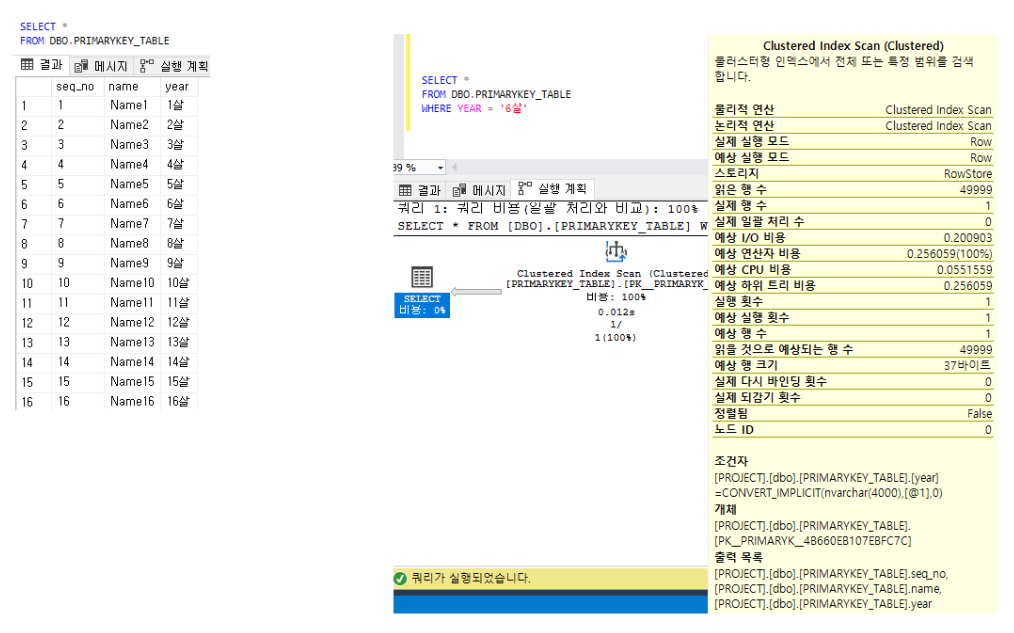 SELECT *
FROM DBO.PRIMARYKEY_TABLE
결과 메시지 실행 계획
seq_no name year
1 1 Name1 1살
2 2 Name2 2살
3 3 Name3 3살
4 4 Name4 4살
5 5 Name5 5살
6 6 Name6 6살
7 7 Name7 7살
8 8 Name8 8살
9 9 Name9 9살
10 10 Name10 10살
11 11 Name11 11살
12 12 Name12 12살
13 13 Name13 13살
14 14 Name14 14살
15 15 Name15 15살
16 16 Name16 16살
SELECT *
FROM DBO.PRIMARYKEY_TABLE
WHERE YEAR = '6살'
39 %
결과 메시지 실행 계획
쿼리 1: 쿼리 비용(일괄 처리와 비교): 100%
SELECT * FROM [DBO].[PRIMARYKEY_TABLE] W
Clustered Index Scan (Clustered
[PRIMARYKEY_TABLE].[PK__PRIMARYK_
비용: 100%
0.012s
1/
1(100%)
SELECT
비용: 0%
쿼리가 실행되었습니다.
Clustered Index Scan (Clustered)
클러스터형 인덱스에서 전체 또는 특정 범위를 검색
합니다.
물리적 연산 Clustered Index Scan
논리적 연산 Clustered Index Scan
실제 실행 모드 Row
예상 실행 모드 Row
스토리지 RowStore
읽은 행 수 49999
실제 행 수 1
실제 일괄 처리 수 0
예상 I/O 비용 0.200903
예상 연산자 비용 0.256059(100%)
예상 CPU 비용 0.0551559
예상 하위 트리 비용 0.256059
실행 횟수 1
예상 실행 횟수 1
예상 행 수 1
읽을 것으로 예상되는 행 수 49999
예상 행 크기 37바이트
실제 다시 바인딩 횟수 0
실제 되감기 횟수 0
정렬됨 False
노드 ID 0
조건자
[PROJECT].[dbo].[PRIMARYKEY_TABLE].[year]
=CONVERT_IMPLICIT(nvarchar(4000),[@1],0)
개체
[PROJECT].[dbo].[PRIMARYKEY_TABLE].
[PK__PRIMARYK__4B660EB107EBFC7C]
출력 목록
[PROJECT].[dbo].[PRIMARYKEY_TABLE].seq_no,
[PROJECT].[dbo].[PRIMARYKEY_TABLE].name,
[PROJECT].[dbo].[PRIMARYKEY_TABLE].year